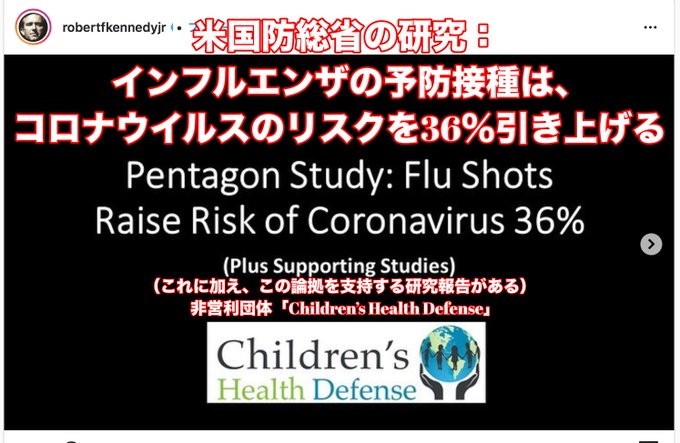 robertfkennedyjr
米国防総省の研究：
インフルエンザの予防接種は、
コロナウイルスのリスクを36％引き上げる
Pentagon Study: Flu Shots
Raise Risk of Coronavirus 36%
(Plus Supporting Studies)
（これに加え、この論拠を支持する研究報告がある）
非営利団体「Children's Health Defense」
Children's
Health Defense